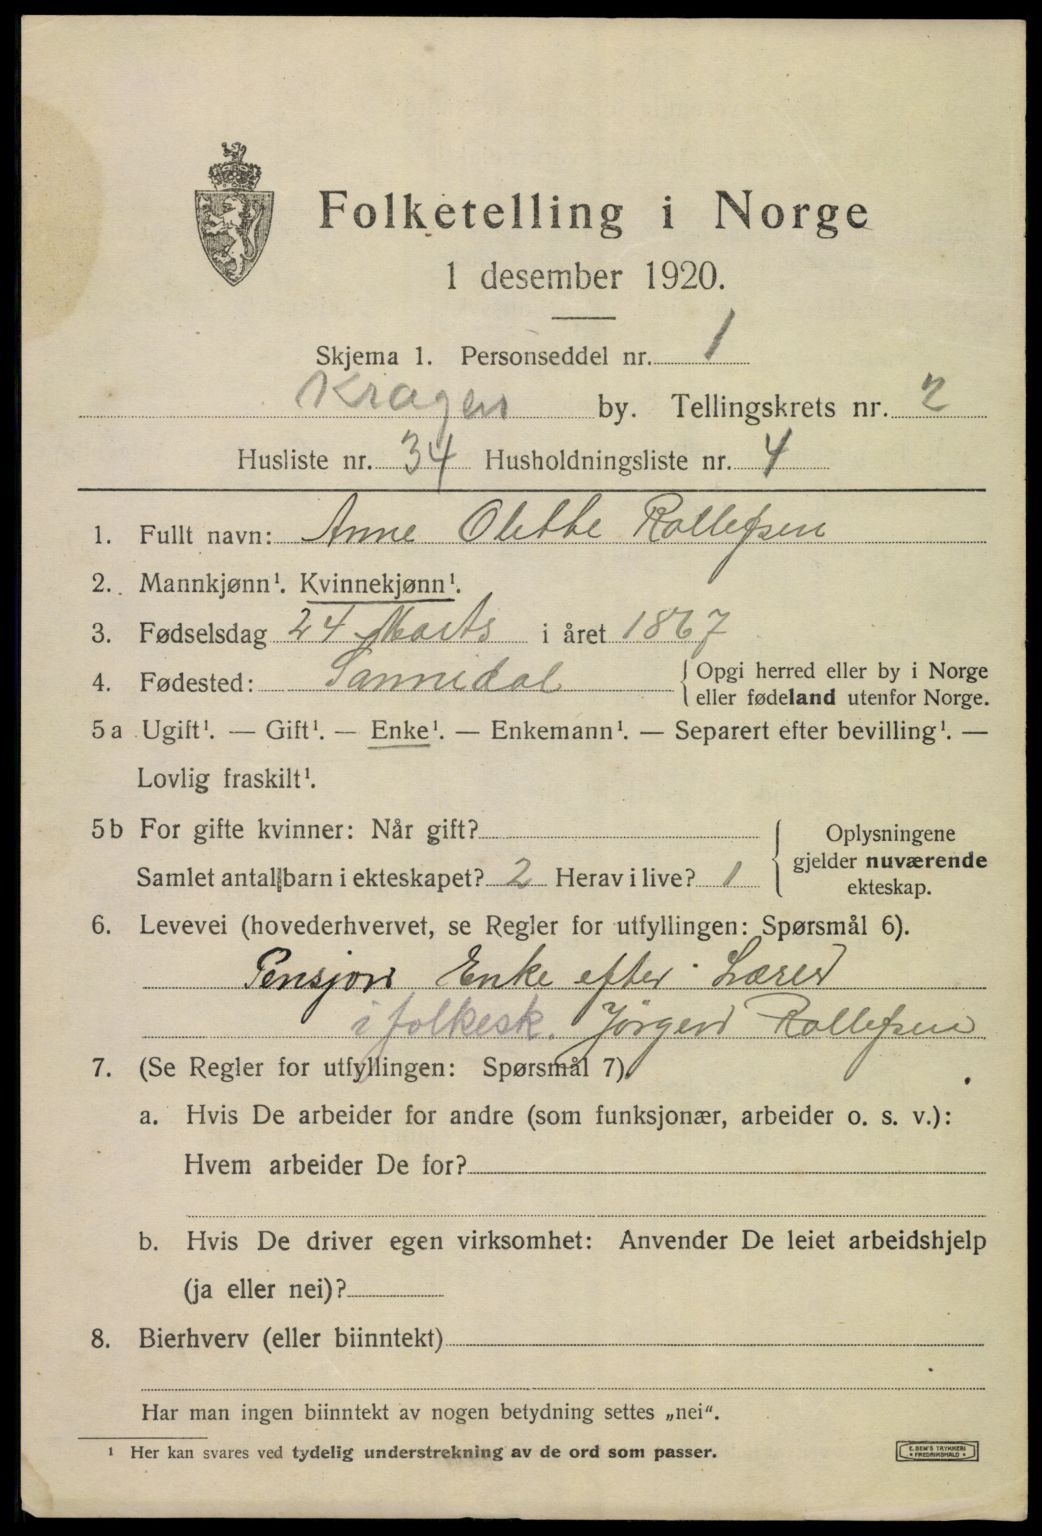 Folketelling i Norge
1 desember 1920.
Skjema 1. Personseddel nr. 1
Kragerø by. Tellingskrets nr. 2
Husliste nr. 34 Husholdningsliste nr. 4
1. Fullt navn: Anne Olette Rollefsen
2. Mannkjønn¹. Kvinnekjønn¹.
3. Fødselsdag 24 Marts i året 1867
4. Fødested: Sannidal { Opgi herred eller by i Norge
eller fødeland utenfor Norge.
5a Ugift¹. — Gift¹. — Enke¹. — Enkemann¹. — Separert efter bevilling¹. —
Lovlig fraskilt¹.
5b For gifte kvinner: Når gift?
Samlet antal barn i ekteskapet? 2 Herav i live? 1
Oplysningene
gjelder nuværende
ekteskap.
6. Levevei (hovederhvervet, se Regler for utfyllingen: Spørsmål 6).
Pensjon Enke efter Lærer
i folkesk. Jørgen Rollefsen
7. (Se Regler for utfyllingen: Spørsmål 7)
a. Hvis De arbeider for andre (som funksjonær, arbeider o. s. v.):
Hvem arbeider De for?
b. Hvis De driver egen virksomhet: Anvender De leiet arbeidshjelp
(ja eller nei)?
8. Bierhverv (eller biinntekt)
Har man ingen biinntekt av nogen betydning settes „nei".
¹ Her kan svares ved tydelig understrekning av de ord som passer.
E. SEM'S TRYKKERI
• FREDRIKSHALD •